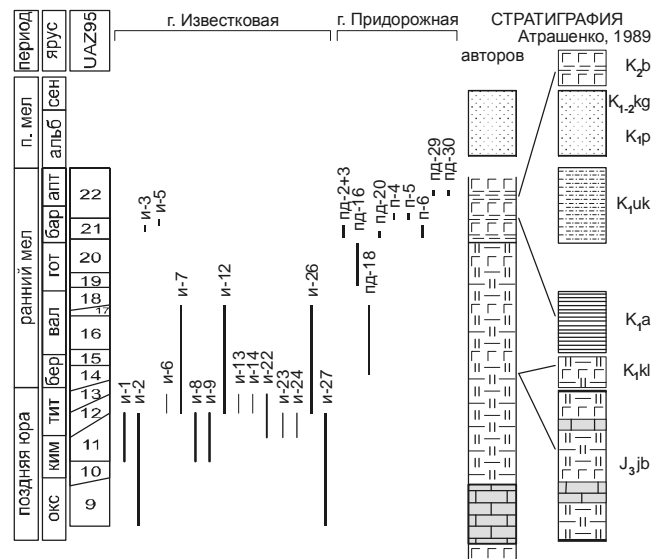 период
ярус
UAZ95
г. Известковая
г. Придорожная
СТРАТИГРАФИЯ
авторов
Атрашенко, 1989
п. мел
ранний мел
поздняя юра
сен
альб
апт
бар
гот
вал
бер
тит
ким
окс
22
21
20
19
18
17
16
15
14
13
12
11
10
9
и-1
и-2
и-3
и-5
и-6
и-7
и-8
и-9
и-12
и-13
и-14
и-22
и-23
и-24
и-26
и-27
пд-2+3
пд-16
пд-18
пд-20
п-4
п-5
п-6
пд-29
пд-30
K₂b
K₁₋₂kg
K₁p
K₁uk
K₁a
K₁kl
J₃jb